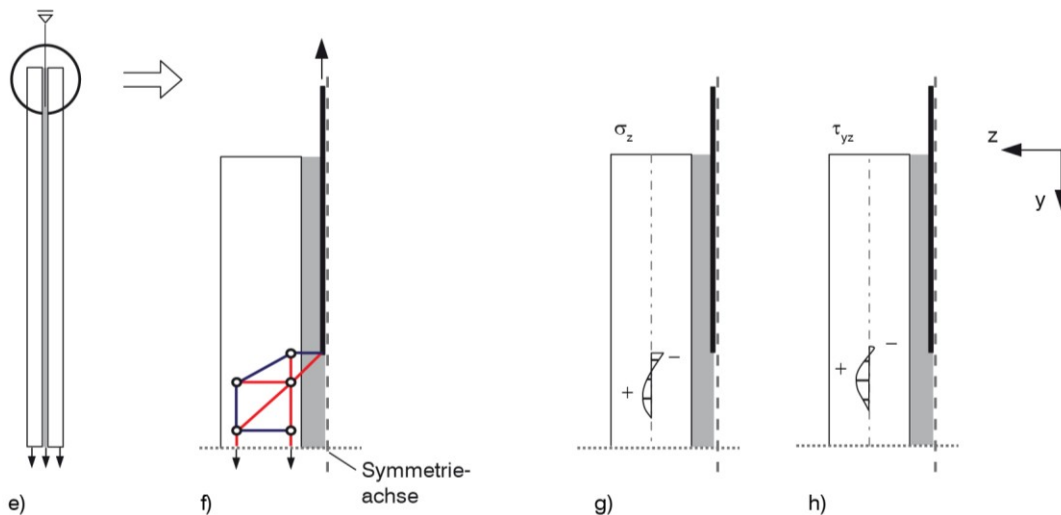 σz
τyz
z
y
+
−
+
−
Symmetrie-
achse
e)
f)
g)
h)